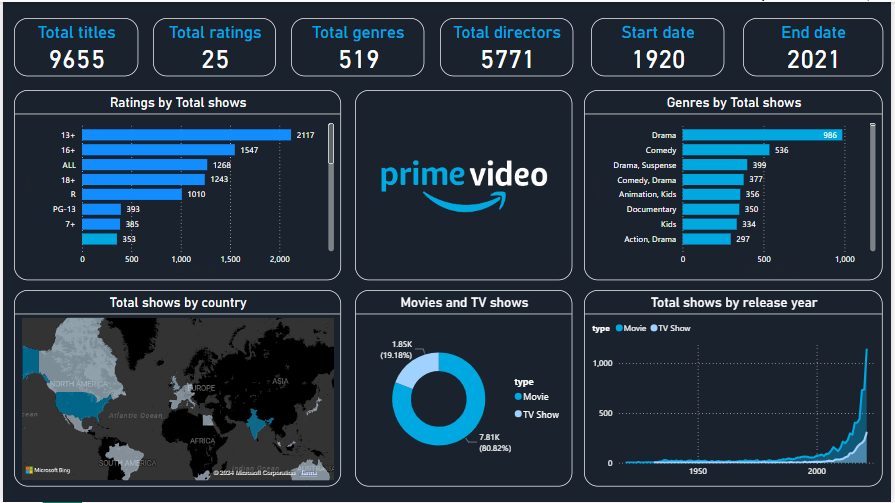 Total titles
9655
Total ratings
25
Total genres
519
Total directors
5771
Start date
1920
End date
2021
Ratings by Total shows
13+ 2117
16+ 1547
ALL 1268
18+ 1243
R 1010
PG-13 393
7+ 385
353
0 500 1,000 1,500 2,000
prime video
Genres by Total shows
Drama 986
Comedy 536
Drama, Suspense 399
Comedy, Drama 377
Animation, Kids 356
Documentary 350
Kids 334
Action, Drama 297
0 500 1,000
Total shows by country
NORTH AMERICA
EUROPE
ASIA
Atlantic Ocean
AFRICA
SOUTH AMERICA
Indian Ocean
Microsoft Bing
© 2024 Microsoft Corporation Terms
Movies and TV shows
1.85K
(19.18%)
type
Movie
TV Show
7.81K
(80.82%)
Total shows by release year
type Movie TV Show
1,000
500
0
1950 2000